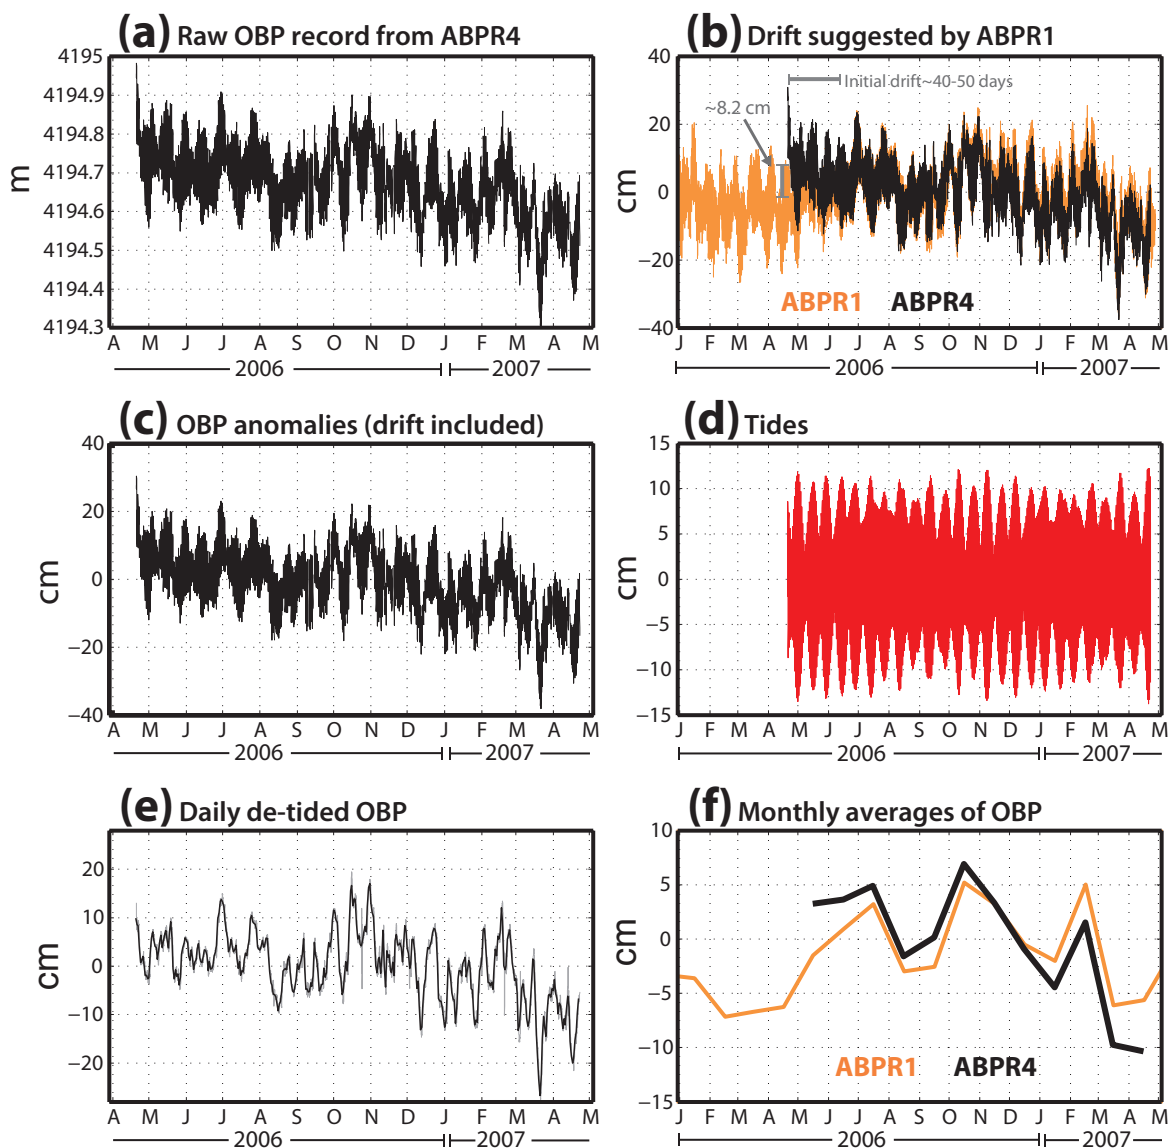 (a) Raw OBP record from ABPR4
4195
4194.9
4194.8
4194.7
4194.6
4194.5
4194.4
4194.3
m
A M J J A S O N D J F M A M
2006 2007
(b) Drift suggested by ABPR1
40
20
0
−20
−40
cm
Initial drift~40-50 days
~8.2 cm
ABPR1 ABPR4
J F M A M J J A S O N D J F M A M
2006 2007
(c) OBP anomalies (drift included)
40
20
0
−20
−40
cm
A M J J A S O N D J F M A M
2006 2007
(d) Tides
15
10
5
0
−5
−10
−15
cm
J F M A M J J A S O N D J F M A M
2006 2007
(e) Daily de-tided OBP
20
10
0
−10
−20
cm
A M J J A S O N D J F M A M
2006 2007
(f) Monthly averages of OBP
10
5
0
−5
−10
−15
cm
ABPR1 ABPR4
J F M A M J J A S O N D J F M A M
2006 2007